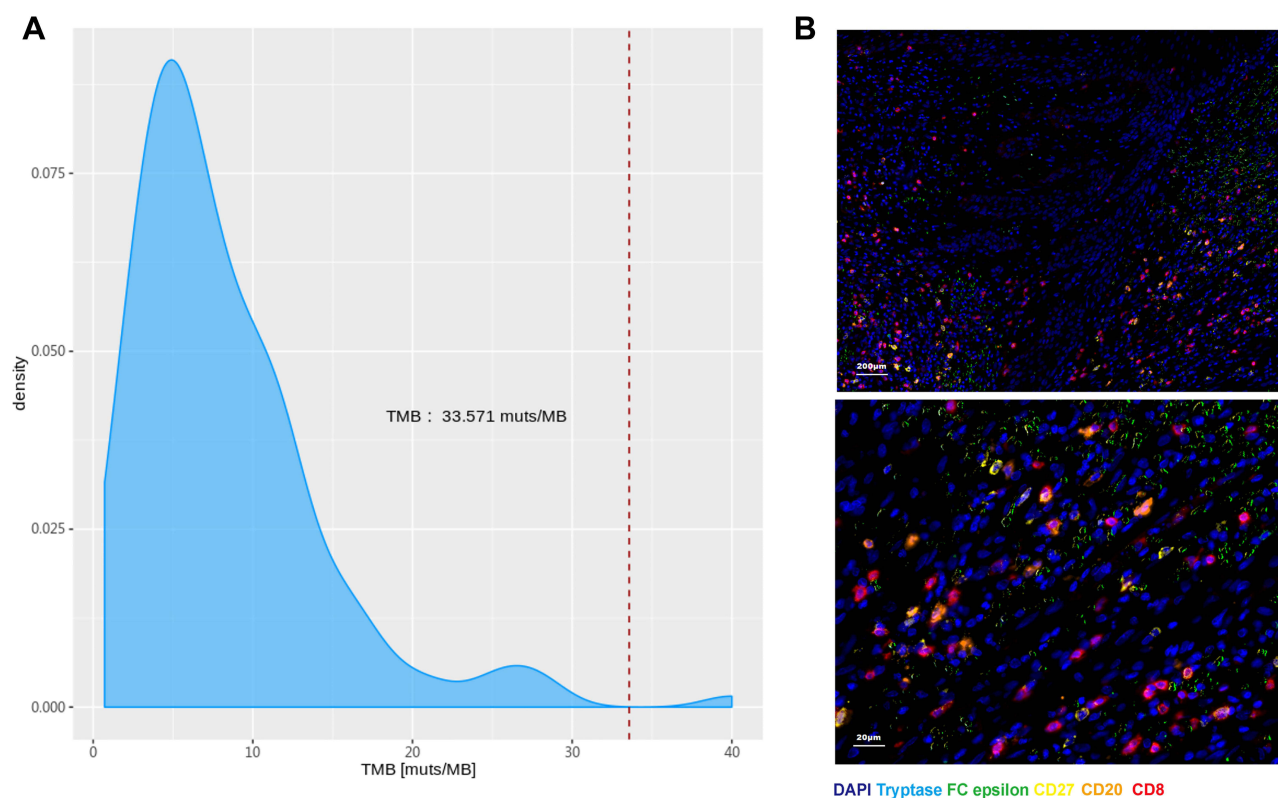 A
B
0.075
0.050
0.025
0.000
density
TMB : 33.571 muts/MB
0 10 20 30 40
TMB [muts/MB]
200µm
20µm
DAPI Tryptase FC epsilon CD27 CD20 CD8